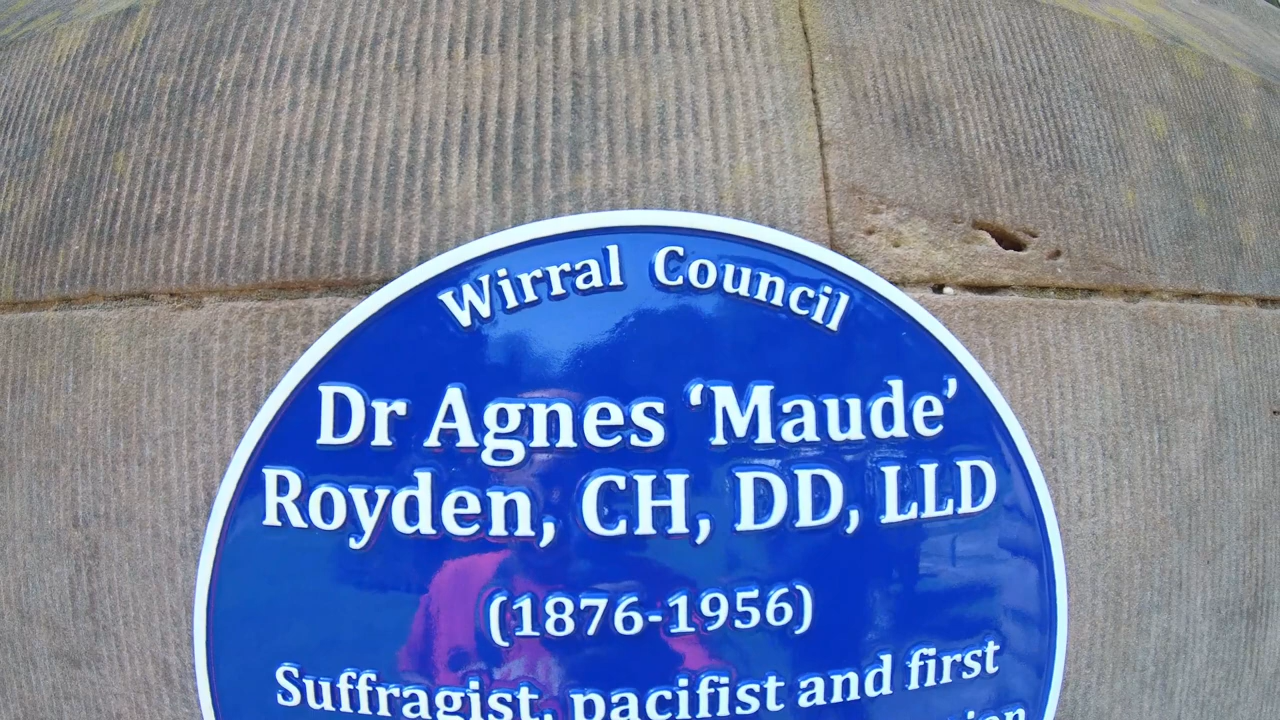 Wirral Council
Dr Agnes ‘Maude’
Royden, CH, DD, LLD
(1876-1956)
Suffragist, pacifist and first